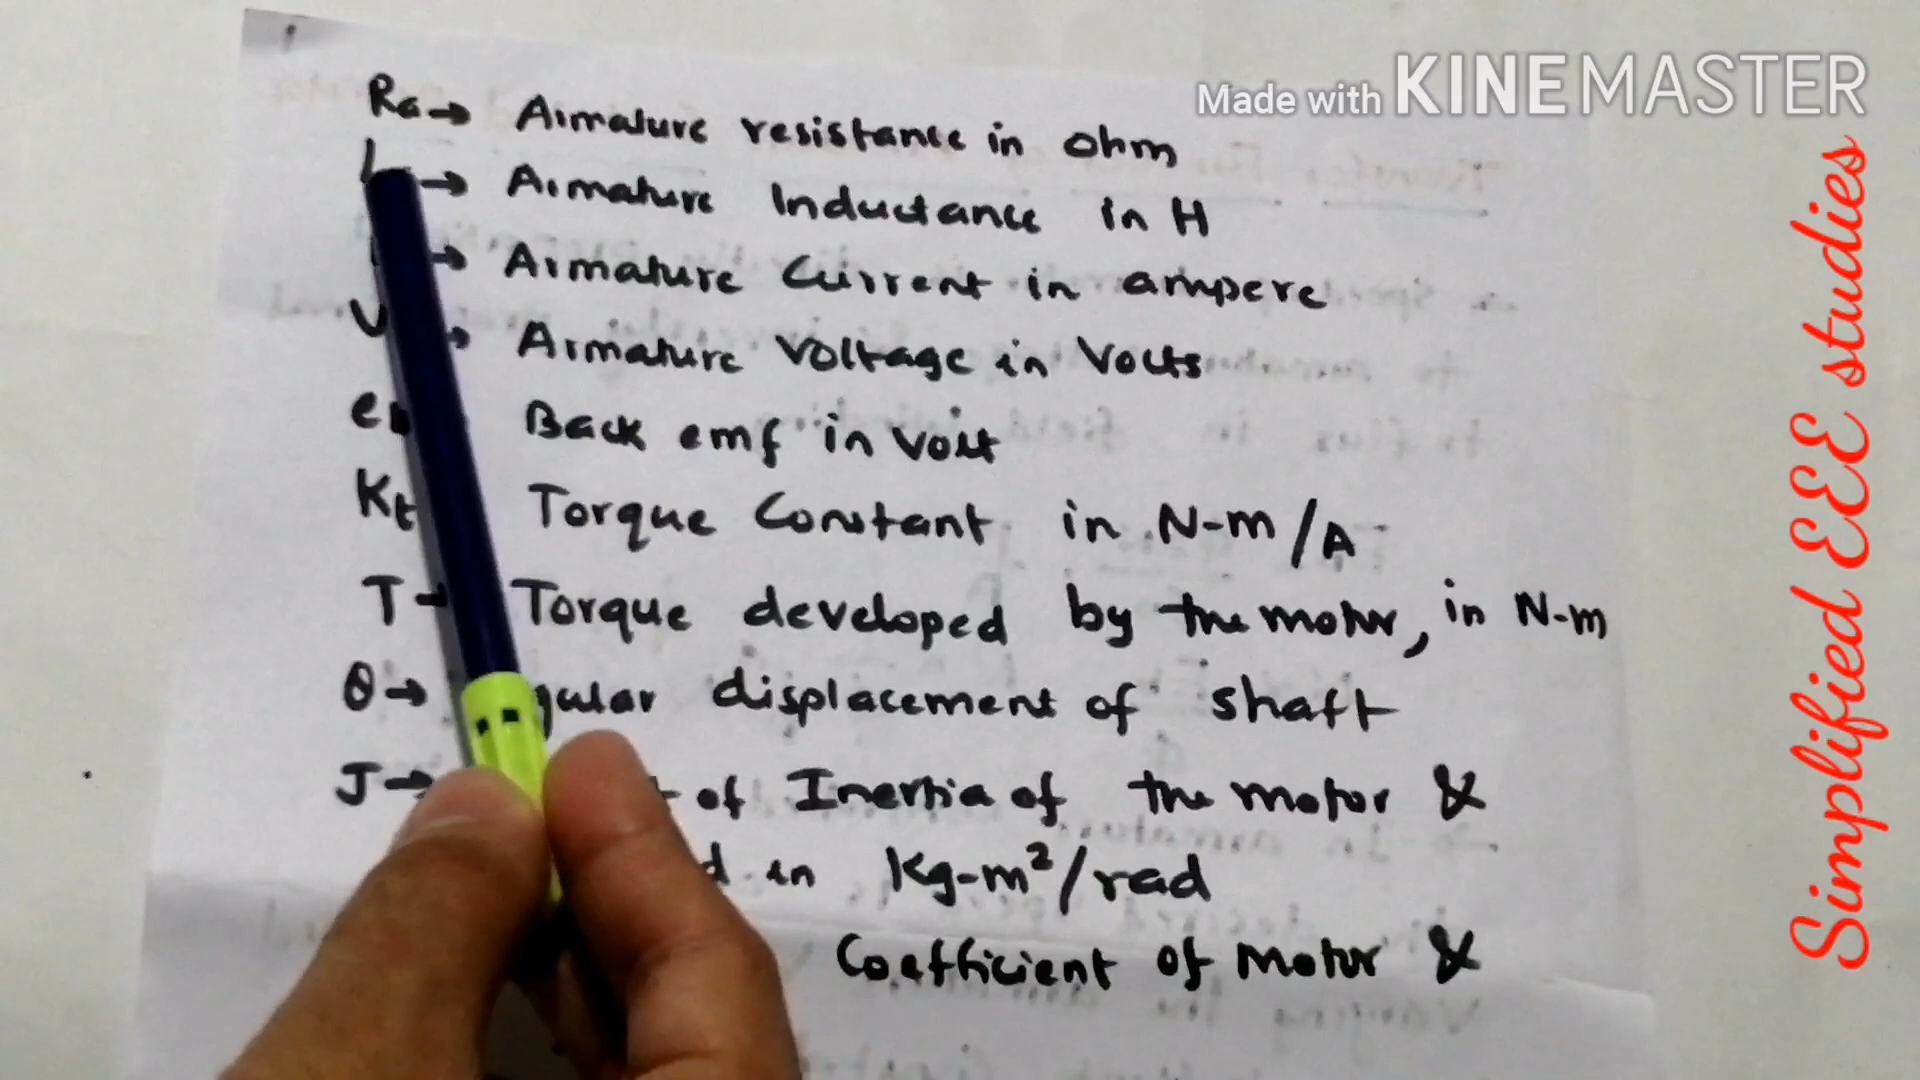 Ra→ Armature resistance in ohm
→ Armature Inductance in H
→ Armature Current in ampere
V → Armature Voltage in Volts
eb Back emf in Volt
Kt Torque Constant in N-m/A
T→ Torque developed by the motor, in N-m
θ→ displacement of shaft
J→ of Inertia of the motor &
in Kg-m²/rad
Coefficient of motor &
Made with KINEMASTER
Simplified EEE studies